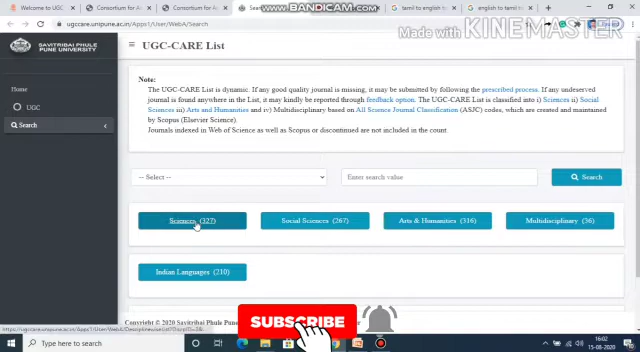 Welcome to UGC
Consortium for A
Consortium for A
Sear
www.BANDICAM.com
tamil to english t
english to tamil t
ugccare.unipune.ac.in/Apps1/User/WebA/Search
Made with KINEMASTER
SAVITRIBAI PHULE
PUNE UNIVERSITY
UGC-CARE List
Home
UGC
Search
Note:
The UGC-CARE List is dynamic. If any good quality journal is missing, it may be submitted by following the prescribed process. If any undeserved
journal is found anywhere in the List, it may kindly be reported through feedback option. The UGC-CARE List is classified into i) Sciences ii) Social
Sciences iii) Arts and Humanities and iv) Multidisciplinary based on All Science Journal Classification (ASJC) codes, which are created and maintained
by Scopus (Elsevier Science).
Journals indexed in Web of Science as well as Scopus or discontinued are not included in the count.
-- Select --
Enter search value
Search
Sciences (327)
Social Sciences (267)
Arts & Humanities (316)
Multidisciplinary (36)
Indian Languages (210)
SUBSCRIBE
Copyright © 2020 Savitribai Phule Pun
Type here to search
16:02
15-08-2020